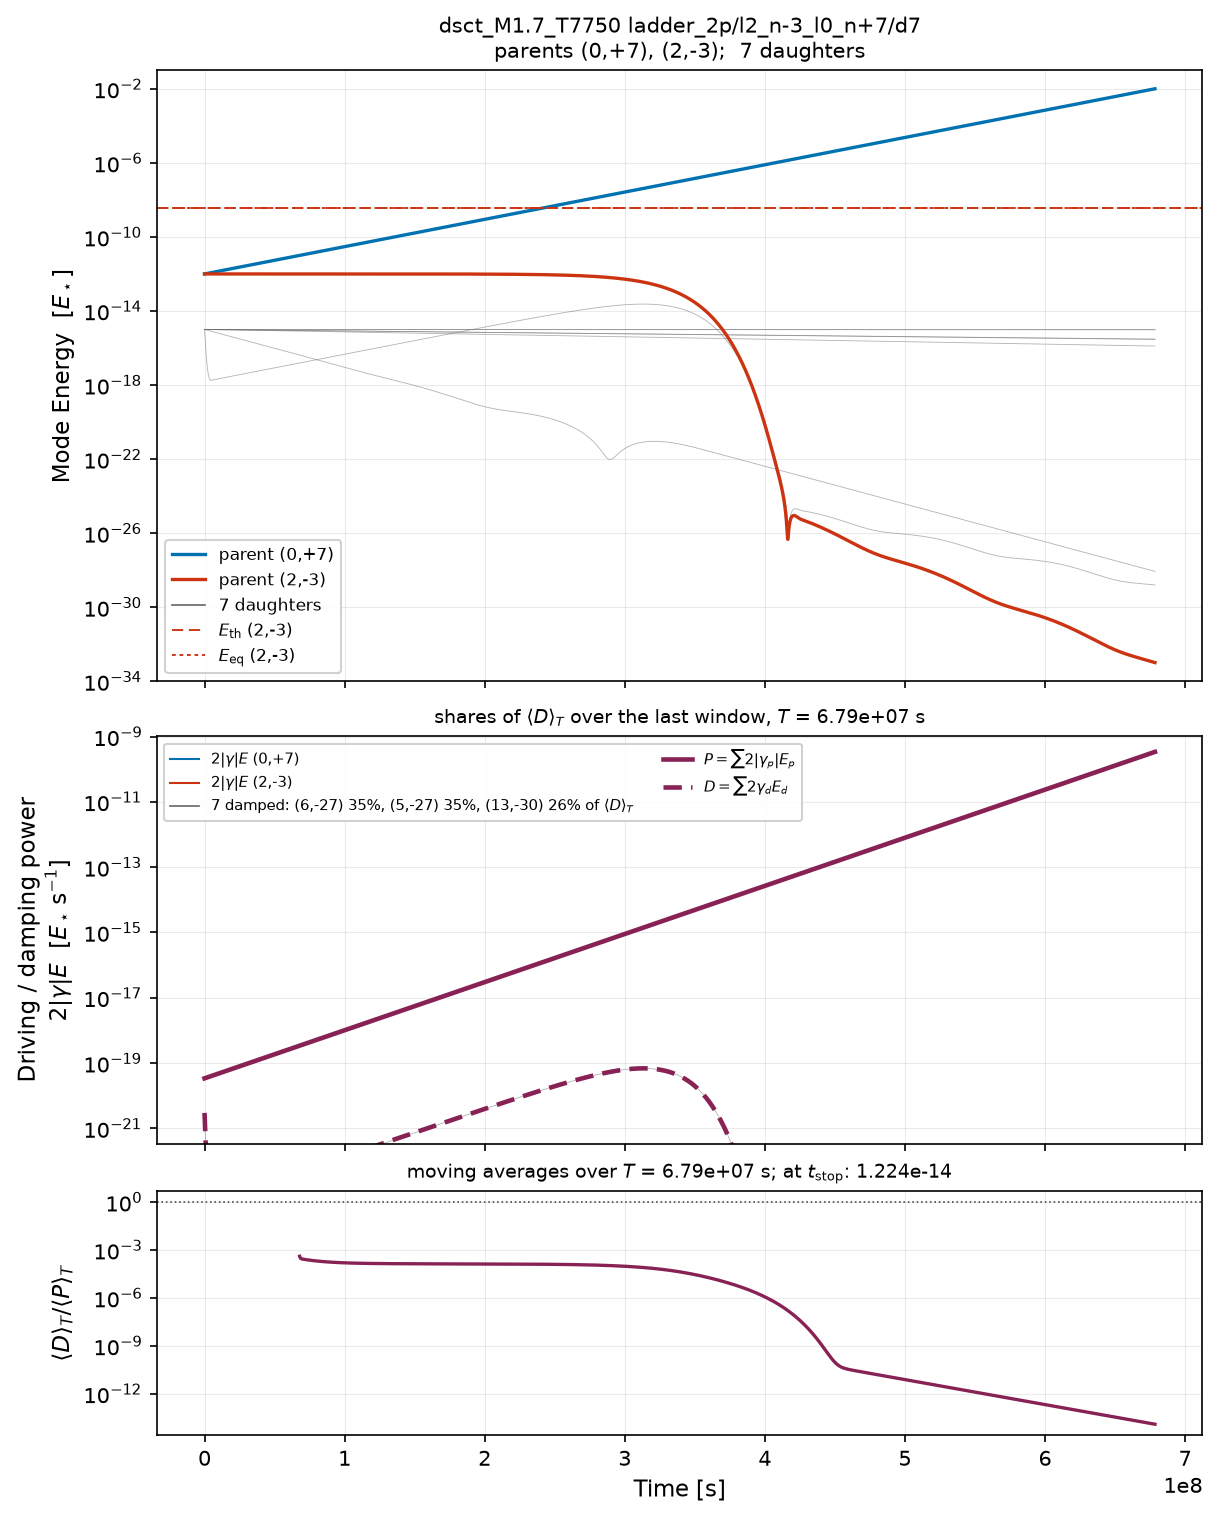 dsct_M1.7_T7750 ladder_2p/l2_n-3_l0_n+7/d7
parents (0,+7), (2,-3);  7 daughters
Mode Energy  [E⋆]
10⁻²
10⁻⁶
10⁻¹⁰
10⁻¹⁴
10⁻¹⁸
10⁻²²
10⁻²⁶
10⁻³⁰
10⁻³⁴
parent (0,+7)
parent (2,-3)
7 daughters
E_th (2,-3)
E_eq (2,-3)
shares of ⟨D⟩_T over the last window, T = 6.79e+07 s
Driving / damping power
2|γ|E  [E⋆ s⁻¹]
10⁻⁹
10⁻¹¹
10⁻¹³
10⁻¹⁵
10⁻¹⁷
10⁻¹⁹
10⁻²¹
2|γ|E (0,+7)
2|γ|E (2,-3)
7 damped: (6,-27) 35%, (5,-27) 35%, (13,-30) 26% of ⟨D⟩_T
P = ∑2|γ_p|E_p
D = ∑2γ_d E_d
moving averages over T = 6.79e+07 s; at t_stop: 1.224e-14
⟨D⟩_T/⟨P⟩_T
10⁰
10⁻³
10⁻⁶
10⁻⁹
10⁻¹²
0 1 2 3 4 5 6 7
1e8
Time [s]